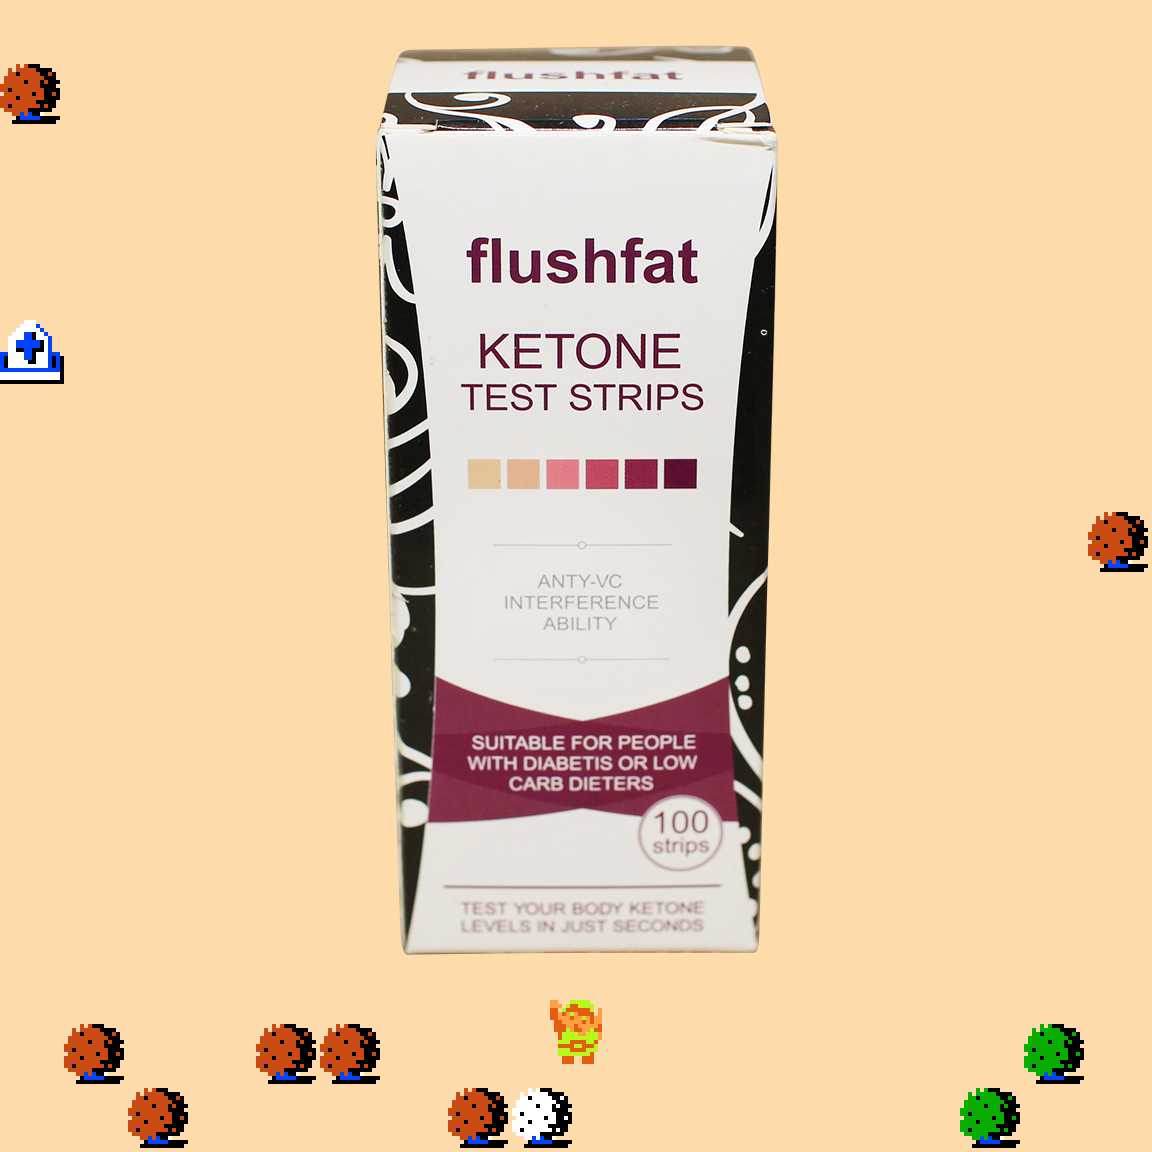 flushfat
flushfat
KETONE
TEST STRIPS
ANTY-VC
INTERFERENCE
ABILITY
SUITABLE FOR PEOPLE
WITH DIABETIS OR LOW
CARB DIETERS
100
strips
TEST YOUR BODY KETONE
LEVELS IN JUST SECONDS